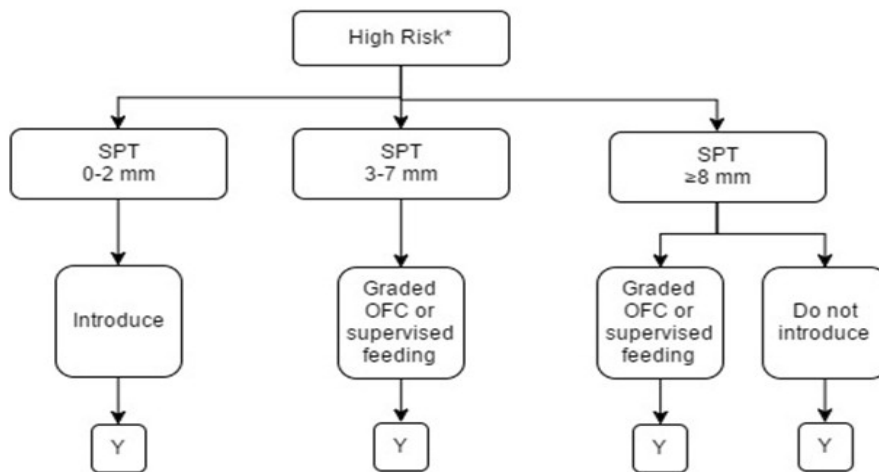 High Risk*
SPT
0-2 mm
SPT
3-7 mm
SPT
≥8 mm
Introduce
Graded
OFC or
supervised
feeding
Graded
OFC or
supervised
feeding
Do not
introduce
Y
Y
Y
Y